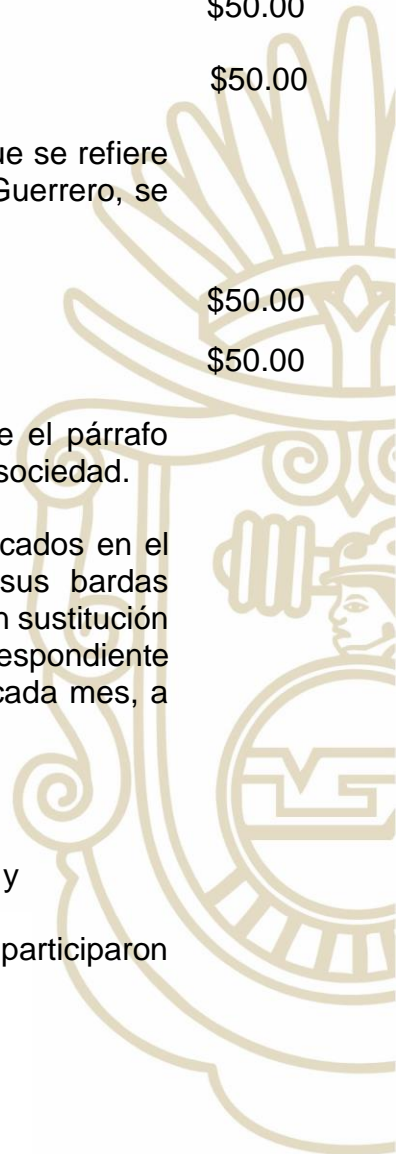 $50.00
$50.00
ue se refiere
Guerrero, se
$50.00
$50.00
e el párrafo
sociedad.
cados en el
sus bardas
n sustitución
espondiente
cada mes, a
y
participaron